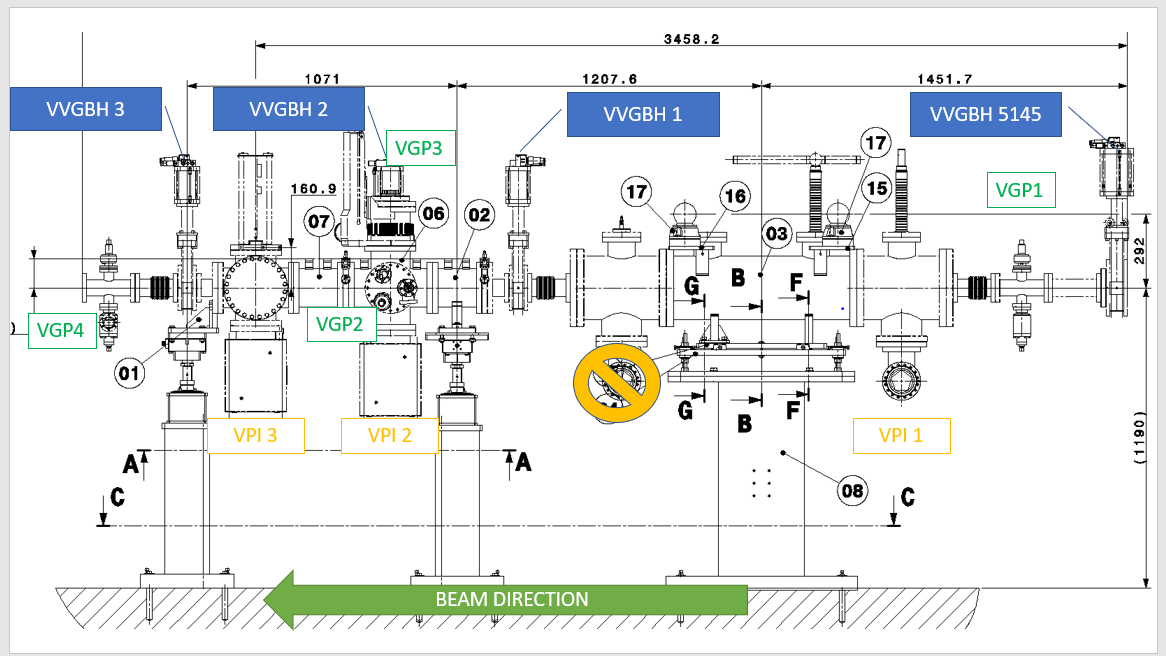 3458.2
1071
1207.6
1451.7
VVGBH 3
VVGBH 2
VVGBH 1
VVGBH 5145
VGP3
17
VGP1
160.9
17
16
15
07
06
02
03
292
G
B
F
VGP4
VGP2
01
G
B
F
VPI 3
VPI 2
VPI 1
(1190)
A
A
08
C
C
BEAM DIRECTION